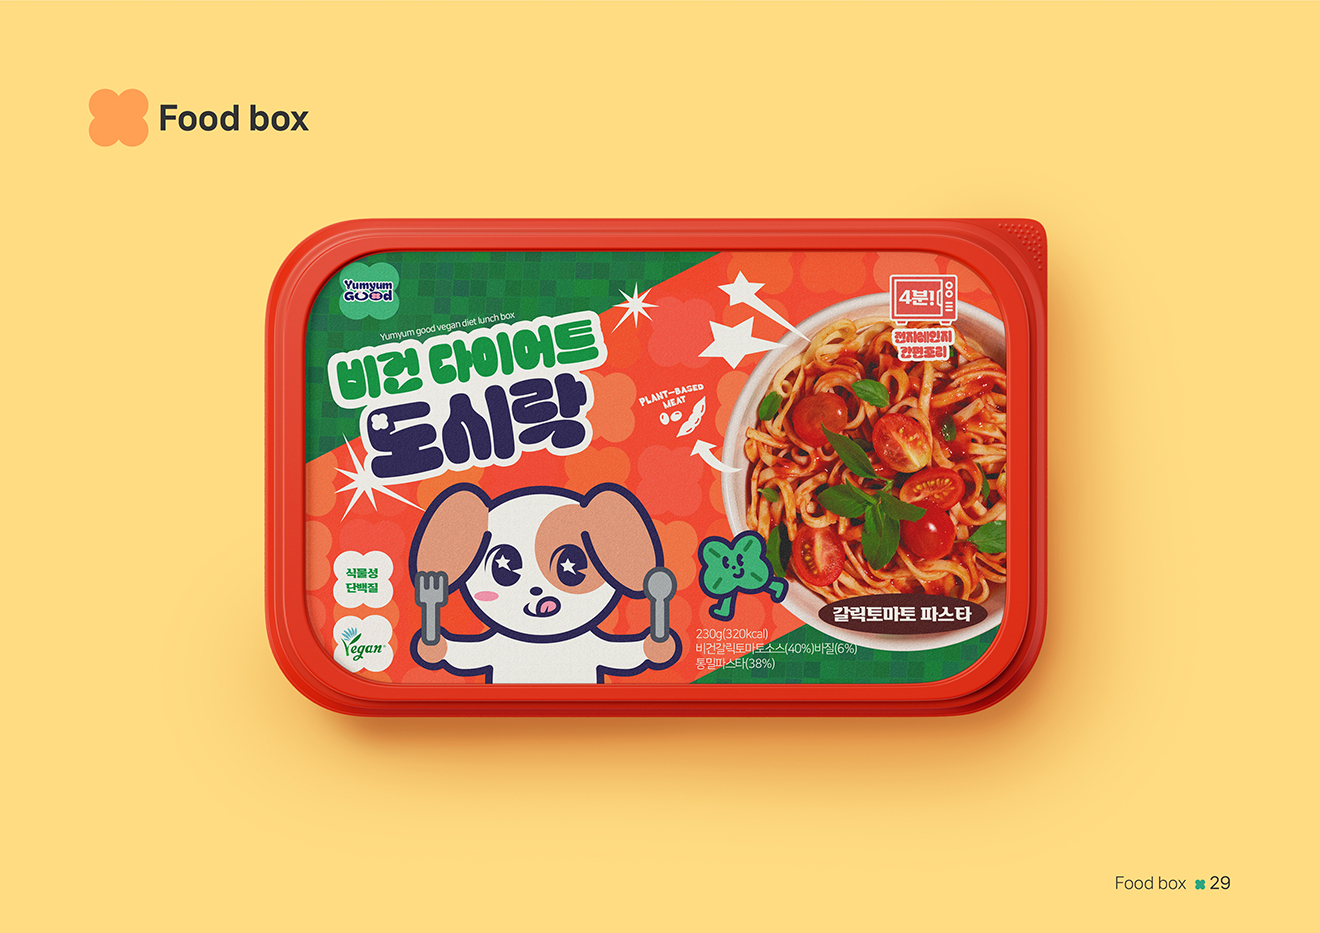 Food box
Yumyum
GOOd
Yumyum good vegan diet lunch box
비건 다이어트
도시락
PLANT-BASED
MEAT
4분!
전자레인지
간편조리
식물성
단백질
Vegan
갈릭토마토 파스타
230g(320kcal)
비건갈릭토마토소스(40%)바질(6%)
통밀파스타(38%)
Food box 29